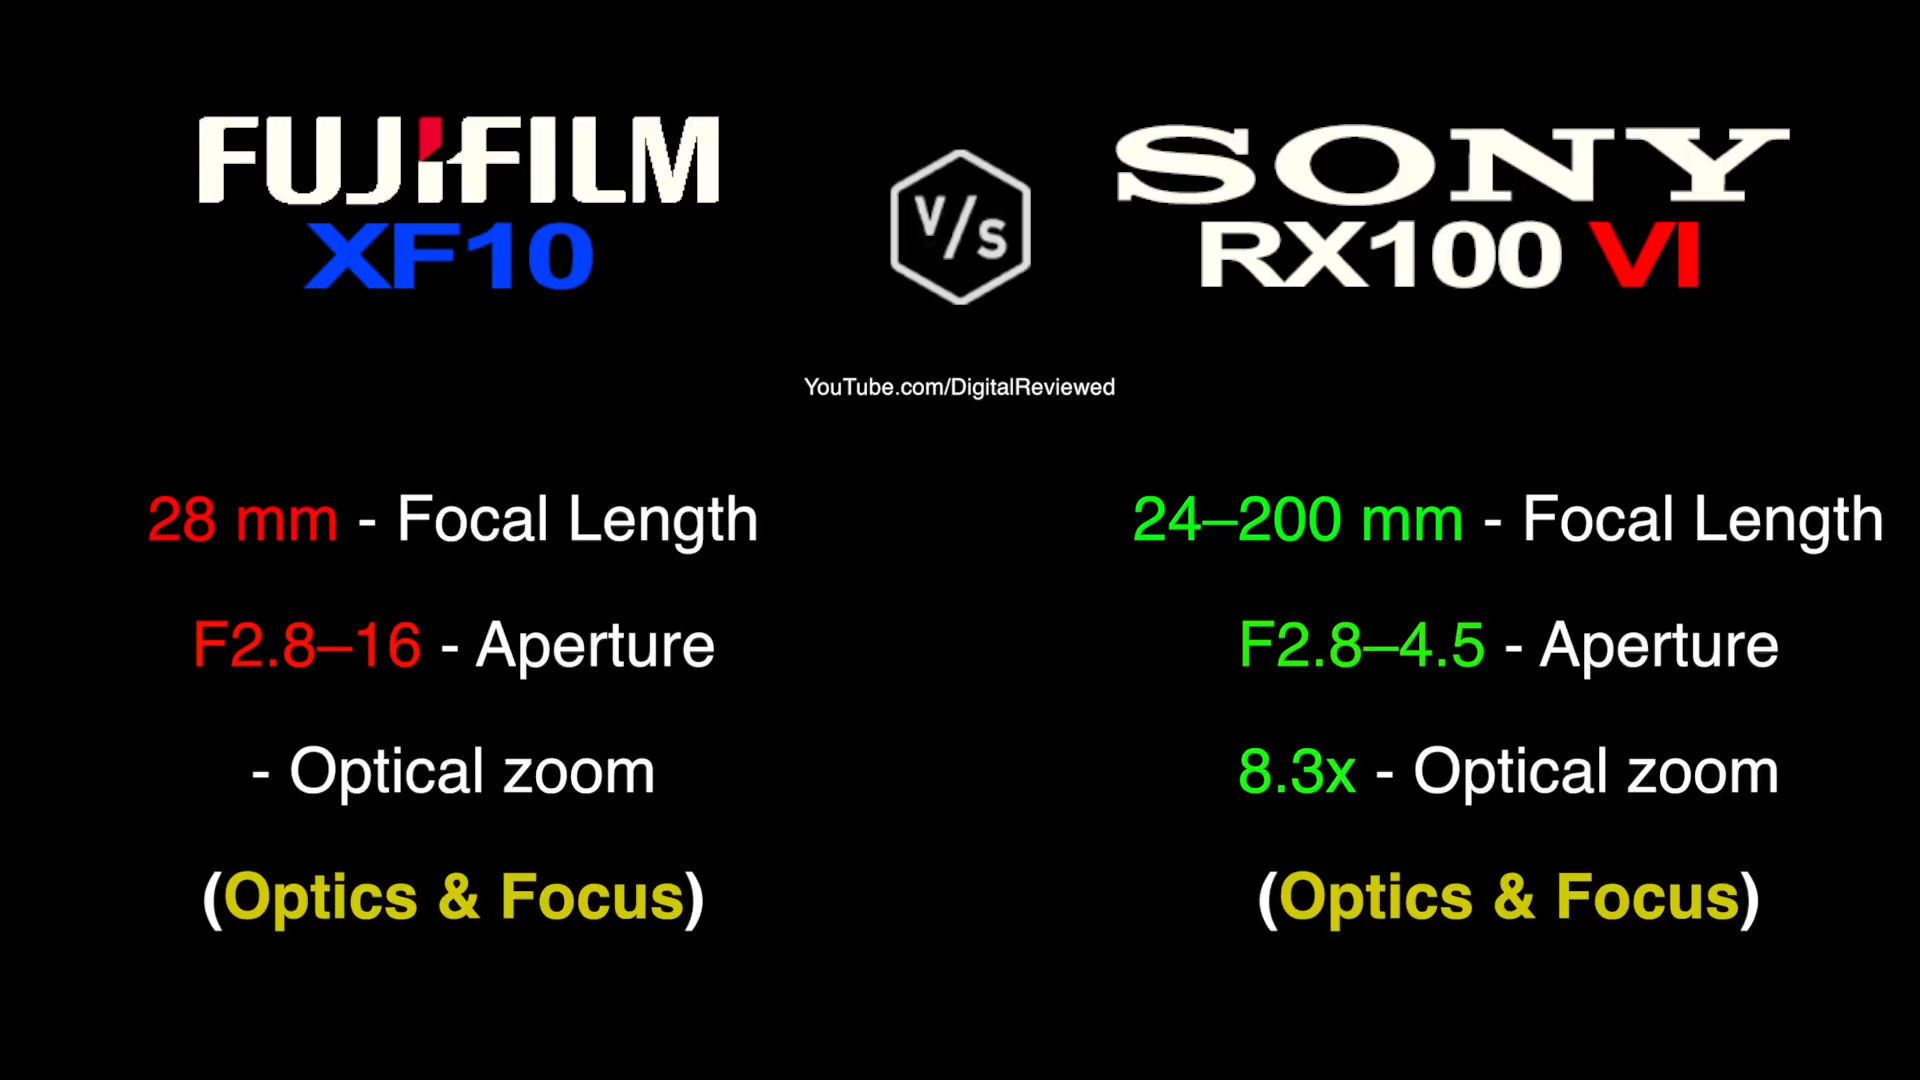 FUJIFILM
XF10
V/S
SONY
RX100 VI
YouTube.com/DigitalReviewed
28 mm - Focal Length
F2.8–16 - Aperture
- Optical zoom
(Optics & Focus)
24–200 mm - Focal Length
F2.8–4.5 - Aperture
8.3x - Optical zoom
(Optics & Focus)